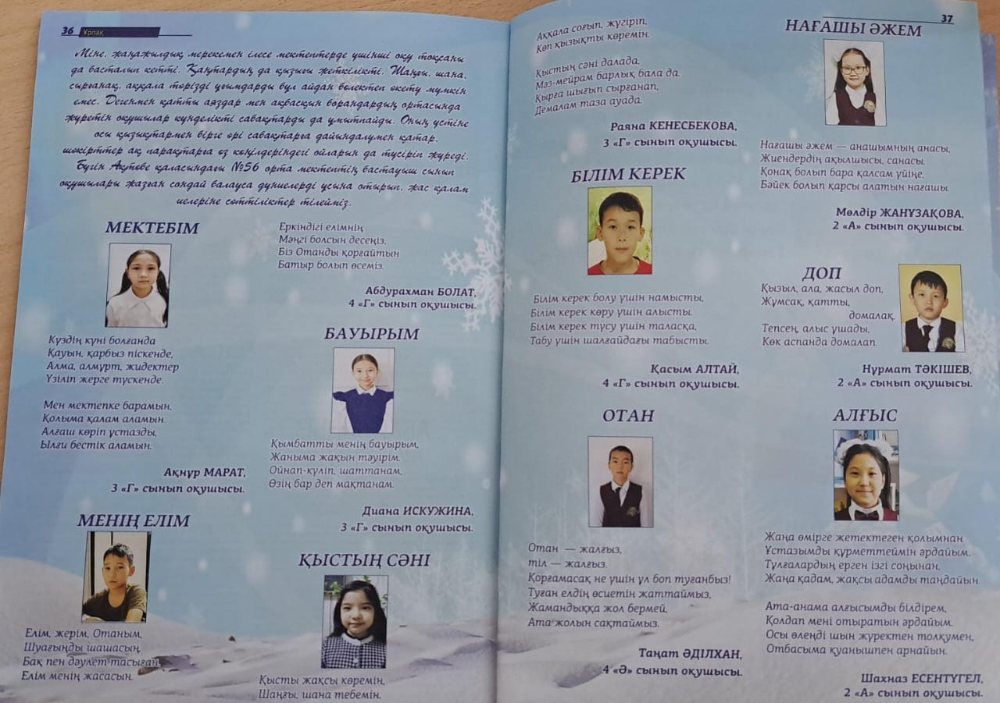 36 Ұрпақ
Міне, жаңажылдық мерекемен ілесе мектептерде үшінші оқу тоқсаны
да басталып кетті. Қаңтардың да қызығы жеткілікті. Шаңғы, шана,
сырғанақ, аққала тәрізді ұғымдарды бұл айдан бөлектеп әкету мүмкін
емес. Дегенмен қатты аяздар мен ақбасқын борандардың ортасында
жүретін оқушылар күнделікті сабақтарды да ұмытпайды. Оның үстіне
осы қызықтармен бірге әрі сабақтарға дайындалумен қатар,
шәкірттер ақ парақтарға өз көңілдеріндегі ойларын да түсіріп жүреді.
Бүгін Ақтөбе қаласындағы №56 орта мектептің бастауыш сынып
оқушылары жазған сондай балауса дүниелерді ұсына отырып, жас қалам
иелеріне сәттіліктер тілейміз.
МЕКТЕБІМ
Күздің күні болғанда
Қауын, қарбыз піскенде,
Алма, алмұрт, жидектер
Үзіліп жерге түскенде.
Мен мектепке барамын,
Қолыма қалам аламын.
Алғаш көріп ұстазды,
Ылғи бестік аламын.
Ақнұр МАРАТ,
3 «Г» сынып оқушысы.
МЕНІҢ ЕЛІМ
Елім, жерім, Отаным,
Шуағыңды шашасың.
Бақ пен дәулет тасыған,
Елім менің жасасын.
Еркіндігі елімнің
Мәңгі болсын десеңіз,
Біз Отанды қорғайтын
Батыр болып өсеміз.
Абдурахман БОЛАТ,
4 «Г» сынып оқушысы.
БАУЫРЫМ
Қымбатты менің бауырым,
Жаныма жақын тәуірім.
Ойнап-күліп, шаттанам,
Өзің бар деп мақтанам.
Диана ИСКУЖИНА,
3 «Г» сынып оқушысы.
ҚЫСТЫҢ СӘНІ
Қысты жақсы көремін,
Шаңғы, шана тебемін.
37
Аққала соғып, жүгіріп,
Көп қызықты көремін.
Қыстың сәні далада,
Мәз-мейрам барлық бала да.
Қырға шығып сырғанап,
Демалам таза ауада.
Раяна КЕНЕСБЕКОВА,
3 «Г» сынып оқушысы.
БІЛІМ КЕРЕК
Білім керек болу үшін намысты,
Білім керек көру үшін алысты.
Білім керек түсу үшін таласқа,
Табу үшін шалғайдағы табысты.
Қасым АЛТАЙ,
4 «Г» сынып оқушысы.
ОТАН
Отан — жалғыз,
тіл — жалғыз.
Қорғамасақ не үшін ұл боп туғанбыз!
Туған елдің өсиетін жаттаймыз,
Жамандыққа жол бермей,
Ата жолын сақтаймыз.
Таңат ӘДІЛХАН,
4 «Ә» сынып оқушысы.
НАҒАШЫ ӘЖЕМ
Нағашы әжем — анашымның анасы,
Жиендердің ақылшысы, санасы.
Қонақ болып бара қалсам үйіңе,
Бәйек болып қарсы алатын нағашы.
Мөлдір ЖАНҰЗАҚОВА,
2 «А» сынып оқушысы.
ДОП
Қызыл, ала, жасыл доп,
Жұмсақ, қатты,
домалақ.
Тепсең, алыс ұшады,
Көк аспанда домалап.
Нұрмат ТӘКІШЕВ,
2 «А» сынып оқушысы.
АЛҒЫС
Жаңа өмірге жетектеген қолымнан
Ұстазымды құрметтеймін әрдайым.
Тұлғалардың ерген ізгі соңынан,
Жаңа қадам, жақсы адамды таңдайын.
Ата-анама алғысымды білдірем,
Қолдап мені отыратын әрдайым.
Осы өлеңді шын жүректен толқумен,
Отбасыма қуанышпен арнайын.
Шахназ ЕСЕНТҮГЕЛ,
2 «А» сынып оқушысы.